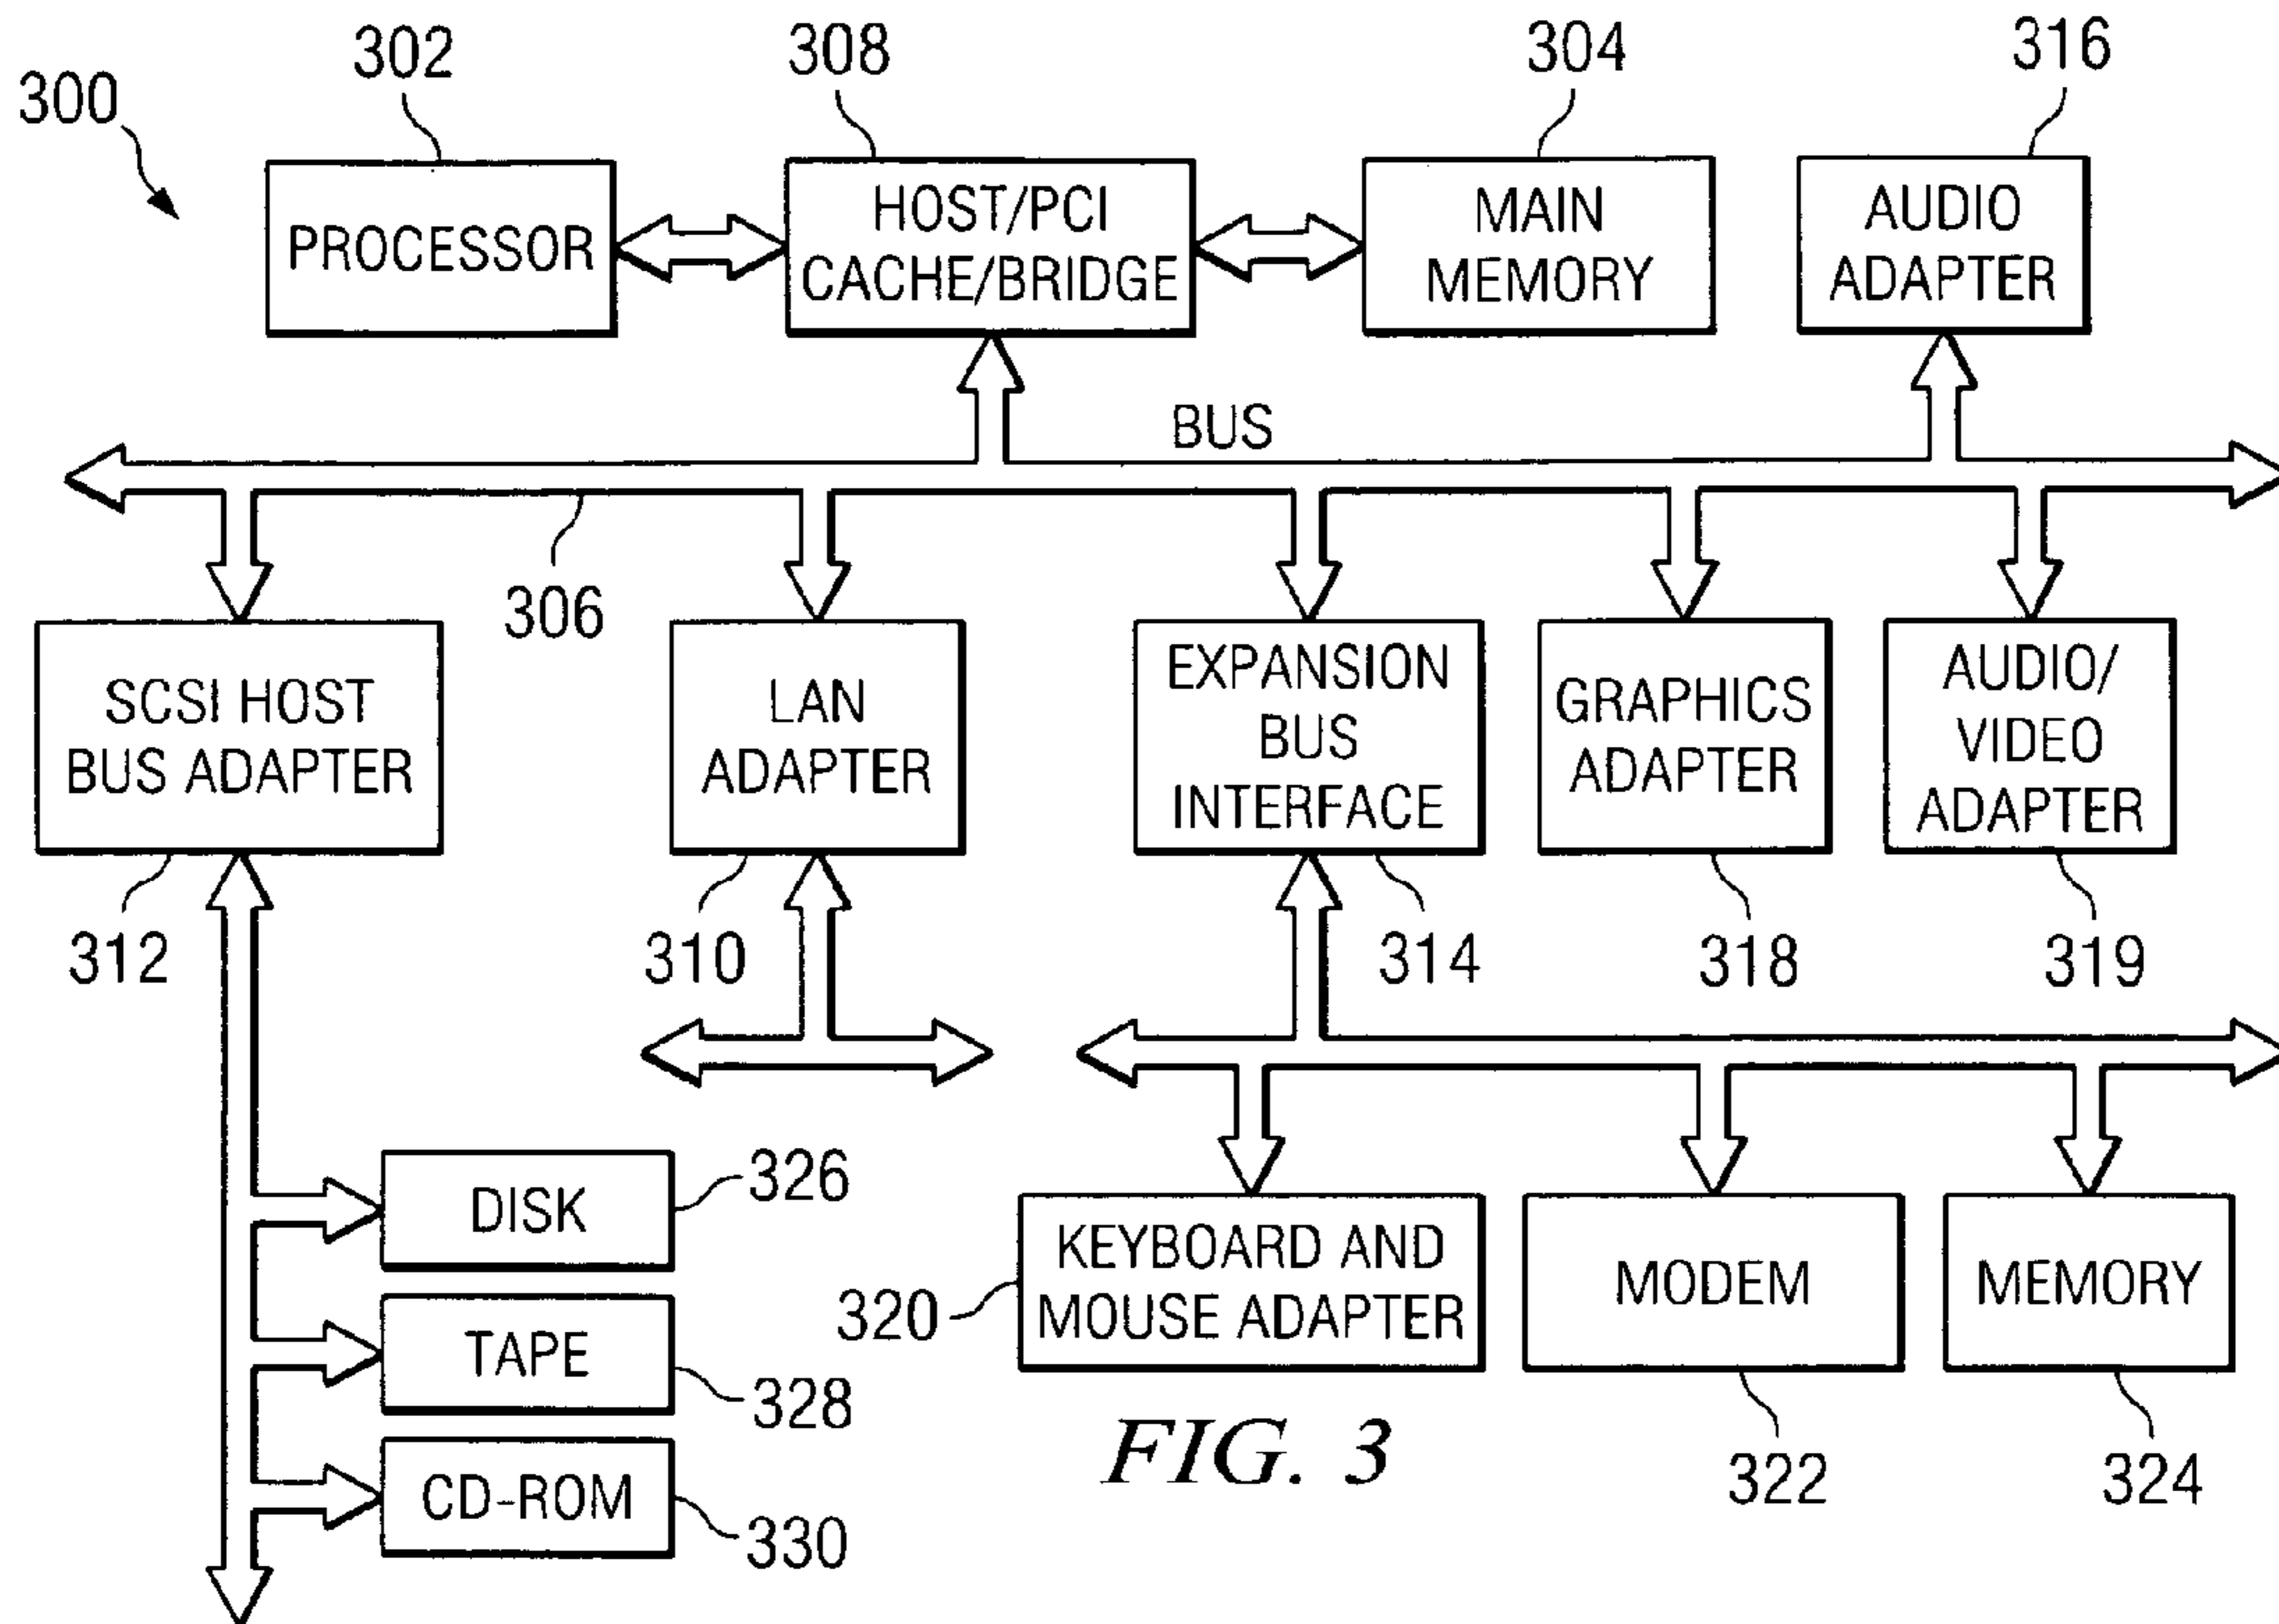 300
302
308
304
316
PROCESSOR
HOST/PCI
CACHE/BRIDGE
MAIN
MEMORY
AUDIO
ADAPTER
BUS
306
SCSI HOST
BUS ADAPTER
LAN
ADAPTER
EXPANSION
BUS
INTERFACE
GRAPHICS
ADAPTER
AUDIO/
VIDEO
ADAPTER
312
310
314
318
319
DISK
326
TAPE
328
CD-ROM
330
320
KEYBOARD AND
MOUSE ADAPTER
MODEM
MEMORY
322
324
FIG. 3